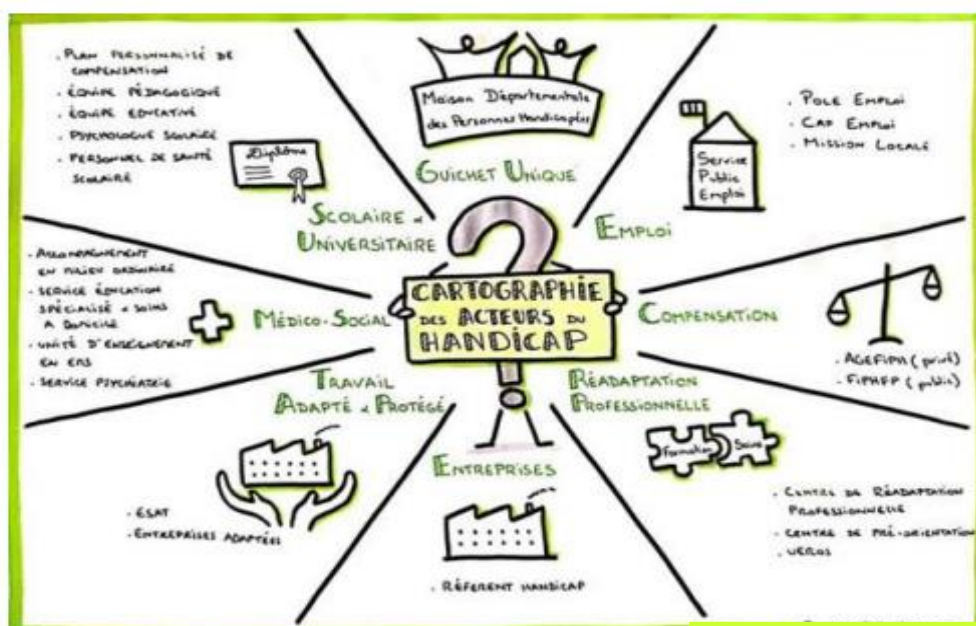 Maison Départementale
des Personnes Handicapées
GUICHET UNIQUE
. PLAN PERSONNALISÉ DE
COMPENSATION
. ÉQUIPE PÉDAGOGIQUE
. ÉQUIPE EDUCATIVE
. PSYCHOLOGUE SCOLAIRE
. PERSONNEL DE SANTÉ
SCOLAIRE
Diplôme
SCOLAIRE &
UNIVERSITAIRE
Service
Public
Emploi
. POLE EMPLOI
. CAP EMPLOI
. MISSION LOCALE
EMPLOI
CARTOGRAPHIE
DES ACTEURS DU
HANDICAP
. ACCOMPAGNEMENT
EN MILIEU ORDINAIRE
. SERVICE ÉDUCATION
SPÉCIALISÉ & SOINS
A DOMICILE
. UNITÉ D'ENSEIGNEMENT
EN EMS
. SERVICE PSYCHIATRIE
MÉDICO-SOCIAL
COMPENSATION
. AGEFIPH (privé)
. FIPHFP (public)
TRAVAIL
ADAPTÉ & PROTÉGÉ
. ESAT
. ENTREPRISES ADAPTÉES
ENTREPRISES
. RÉFERENT HANDICAP
RÉADAPTATION
PROFESSIONNELLE
Formation
Soins
. CENTRE DE RÉADAPTATION
PROFESSIONNELLE
. CENTRE DE PRÉ-ORIENTATION
. UEROS